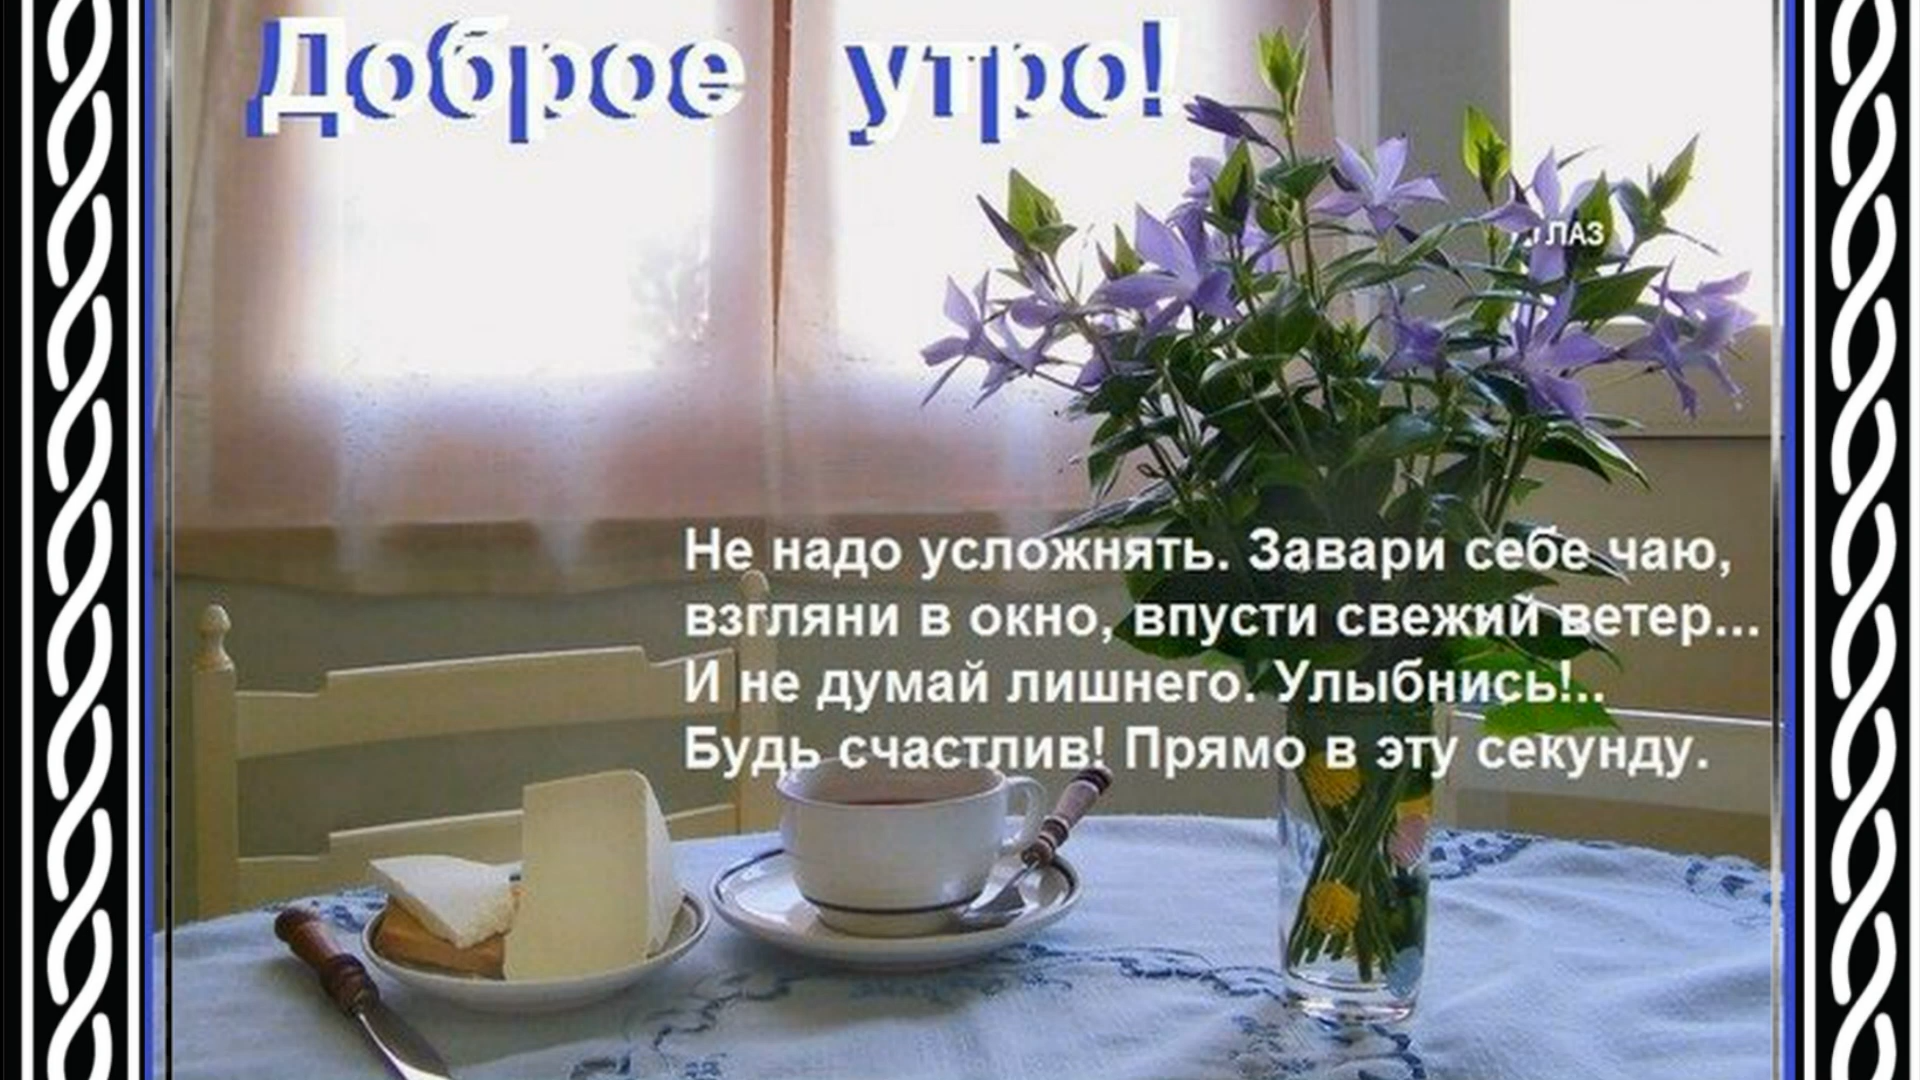 Доброе утро!
Не надо усложнять. Завари себе чаю,
взгляни в окно, впусти свежий ветер...
И не думай лишнего. Улыбнись!..
Будь счастлив! Прямо в эту секунду.